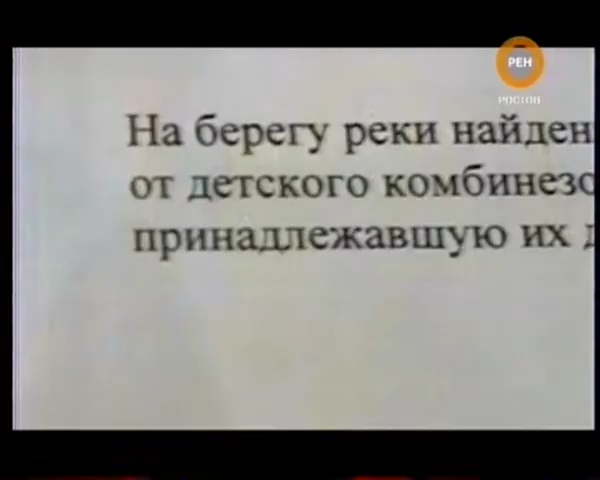 РЕН
РОСТОВ
На берегу реки найден
от детского комбинезо
принадлежавшую их д